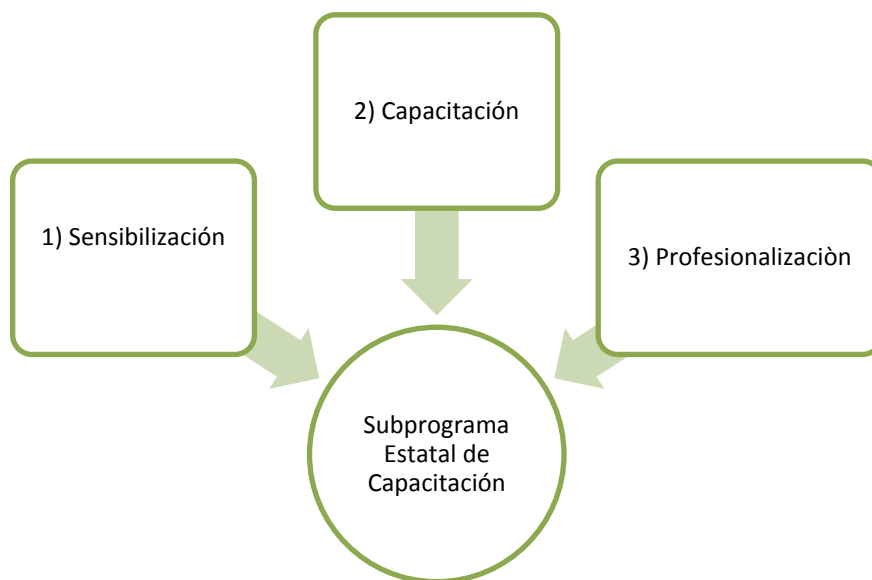 2) Capacitación
1) Sensibilización
3) Profesionalizaciòn
Subprograma
Estatal de
Capacitación